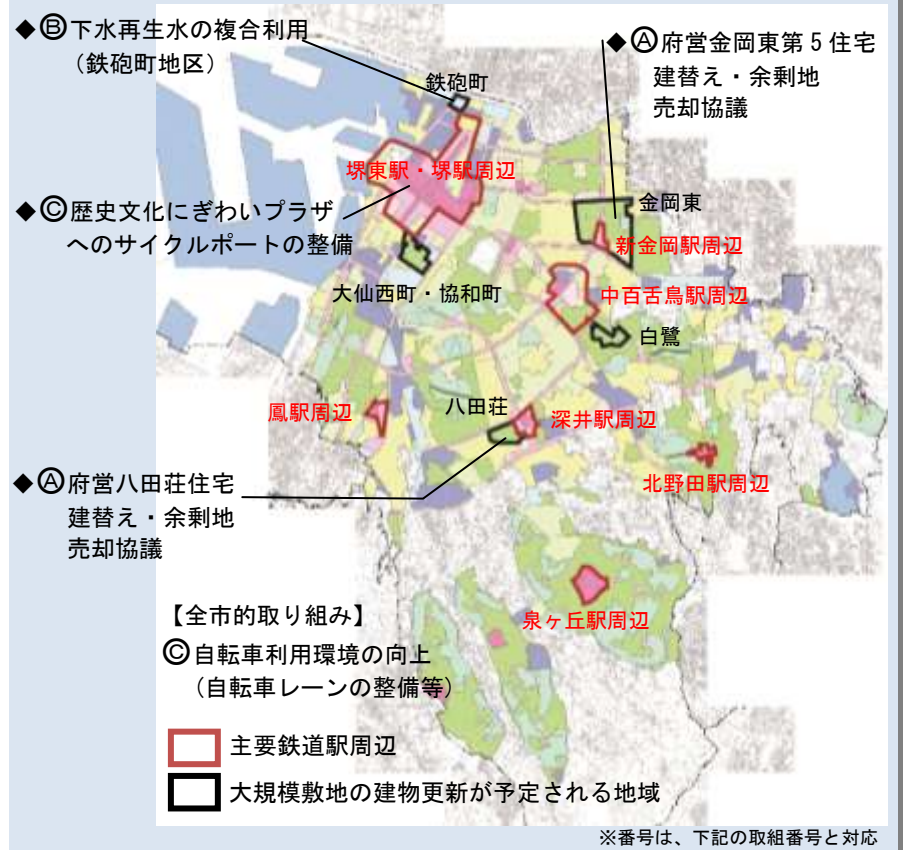 ◆Ⓑ下水再生水の複合利用
（鉄砲町地区）
◆Ⓐ府営金岡東第5住宅
建替え・余剰地
売却協議
鉄砲町
堺東駅・堺駅周辺
◆Ⓒ歴史文化にぎわいプラザ
へのサイクルポートの整備
金岡東
新金岡駅周辺
大仙西町・協和町
中百舌鳥駅周辺
白鷺
鳳駅周辺
八田荘
深井駅周辺
北野田駅周辺
◆Ⓐ府営八田荘住宅
建替え・余剰地
売却協議
泉ヶ丘駅周辺
【全市的取り組み】
Ⓒ自転車利用環境の向上
（自転車レーンの整備等）
主要鉄道駅周辺
大規模敷地の建物更新が予定される地域
※番号は、下記の取組番号と対応